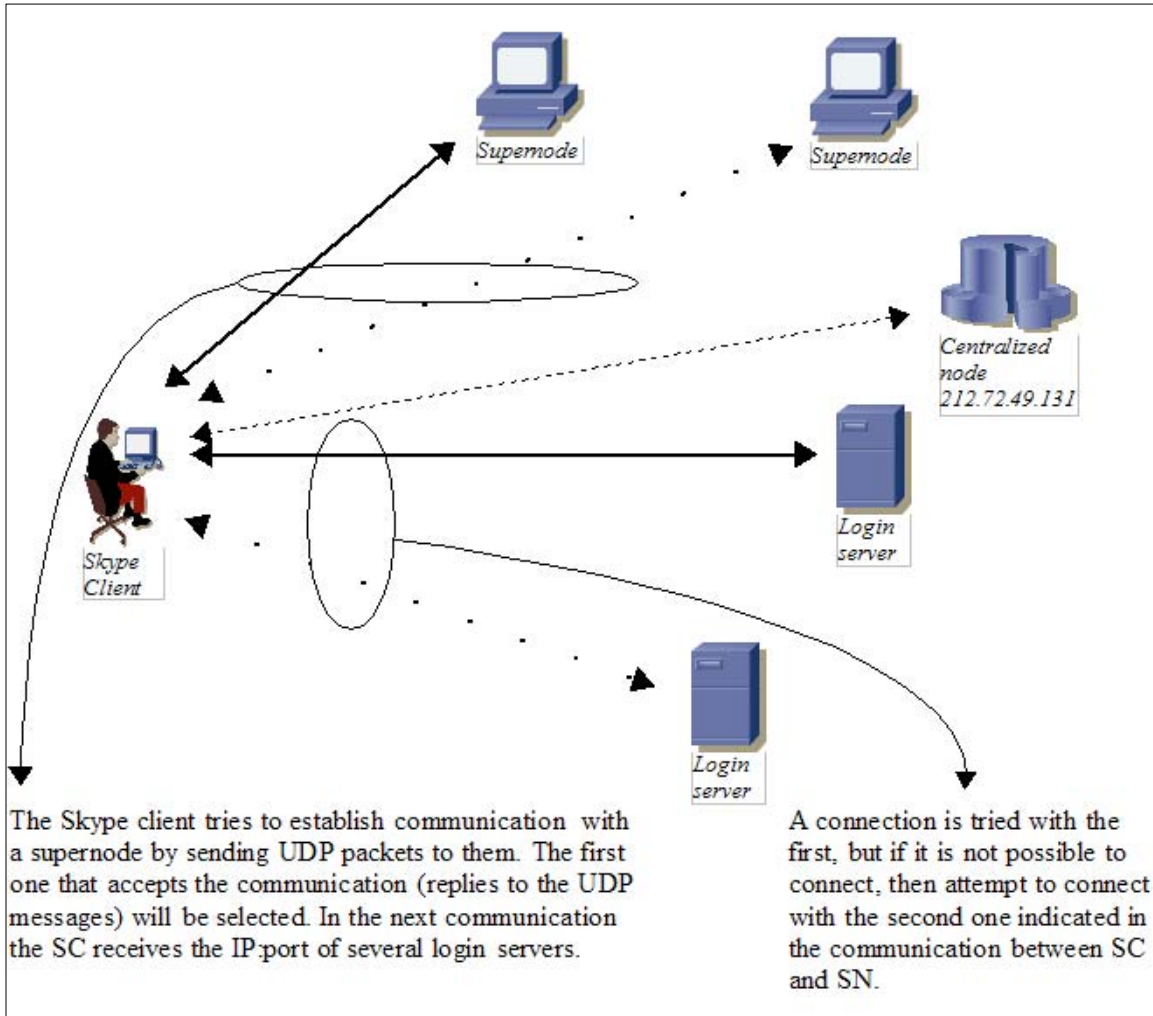 Supernode
Supernode
Centralized
node
212.72.49.131
Login
server
Skype
Client
Login
server
The Skype client tries to establish communication with
a supernode by sending UDP packets to them. The first
one that accepts the communication (replies to the UDP
messages) will be selected. In the next communication
the SC receives the IP:port of several login servers.
A connection is tried with the
first, but if it is not possible to
connect, then attempt to connect
with the second one indicated in
the communication between SC
and SN.